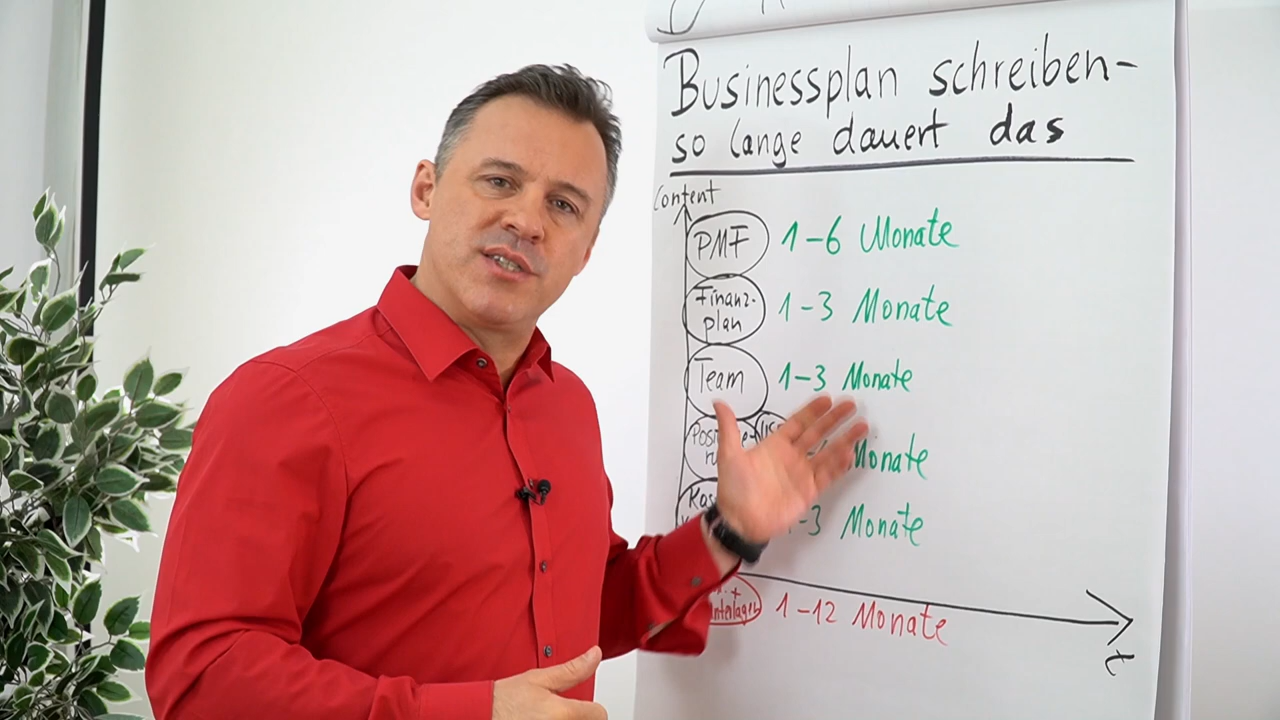 Businessplan schreiben-
so lange dauert das
Content
PMF 1-6 Monate
Finanz-
plan 1-3 Monate
Team 1-3 Monate
Monate
-3 Monate
1-12 Monate
t